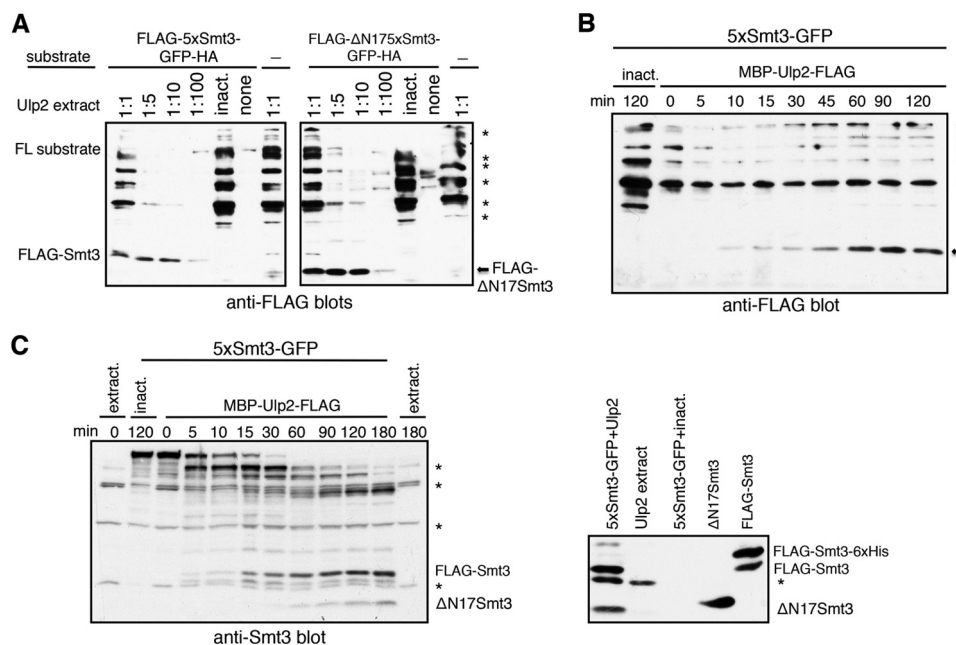 A
FLAG-5xSmt3-
GFP-HA
FLAG-ΔN175xSmt3-
GFP-HA
substrate
–
–
Ulp2 extract
1:1
1:5
1:10
1:100
inact.
none
1:1
1:1
1:5
1:10
1:100
inact.
none
1:1
FL substrate
FLAG-Smt3
*
*
*
*
*
*
FLAG-
ΔN17Smt3
anti-FLAG blots
B
5xSmt3-GFP
inact.
MBP-Ulp2-FLAG
min 120 0 5 10 15 30 45 60 90 120
anti-FLAG blot
C
5xSmt3-GFP
extract.
inact.
MBP-Ulp2-FLAG
extract.
min 0 120 0 5 10 15 30 60 90 120 180 180
*
*
*
FLAG-Smt3
*
ΔN17Smt3
anti-Smt3 blot
5xSmt3-GFP+Ulp2
Ulp2 extract
5xSmt3-GFP+inact.
ΔN17Smt3
FLAG-Smt3
FLAG-Smt3-6xHis
FLAG-Smt3
*
ΔN17Smt3